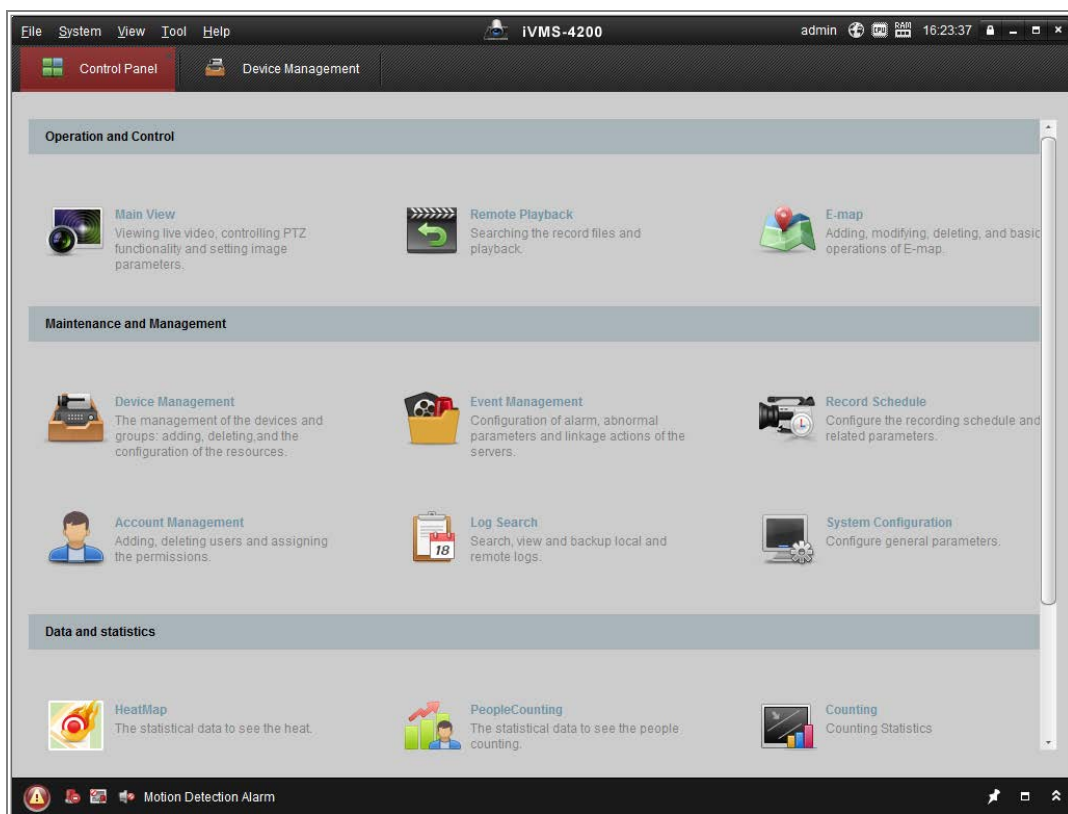 File System View Tool Help iVMS-4200 admin CPU RAM 16:23:37
Control Panel Device Management
Operation and Control
Main View
Viewing live video, controlling PTZ
functionality and setting image
parameters.
Remote Playback
Searching the record files and
playback.
E-map
Adding, modifying, deleting, and basic
operations of E-map.
Maintenance and Management
Device Management
The management of the devices and
groups: adding, deleting,and the
configuration of the resources.
Event Management
Configuration of alarm, abnormal
parameters and linkage actions of the
servers.
Record Schedule
Configure the recording schedule and
related parameters.
Account Management
Adding, deleting users and assigning
the permissions.
18
Log Search
Search, view and backup local and
remote logs.
System Configuration
Configure general parameters.
Data and statistics
HeatMap
The statistical data to see the heat.
PeopleCounting
The statistical data to see the people
counting.
Counting
Counting Statistics
Motion Detection Alarm